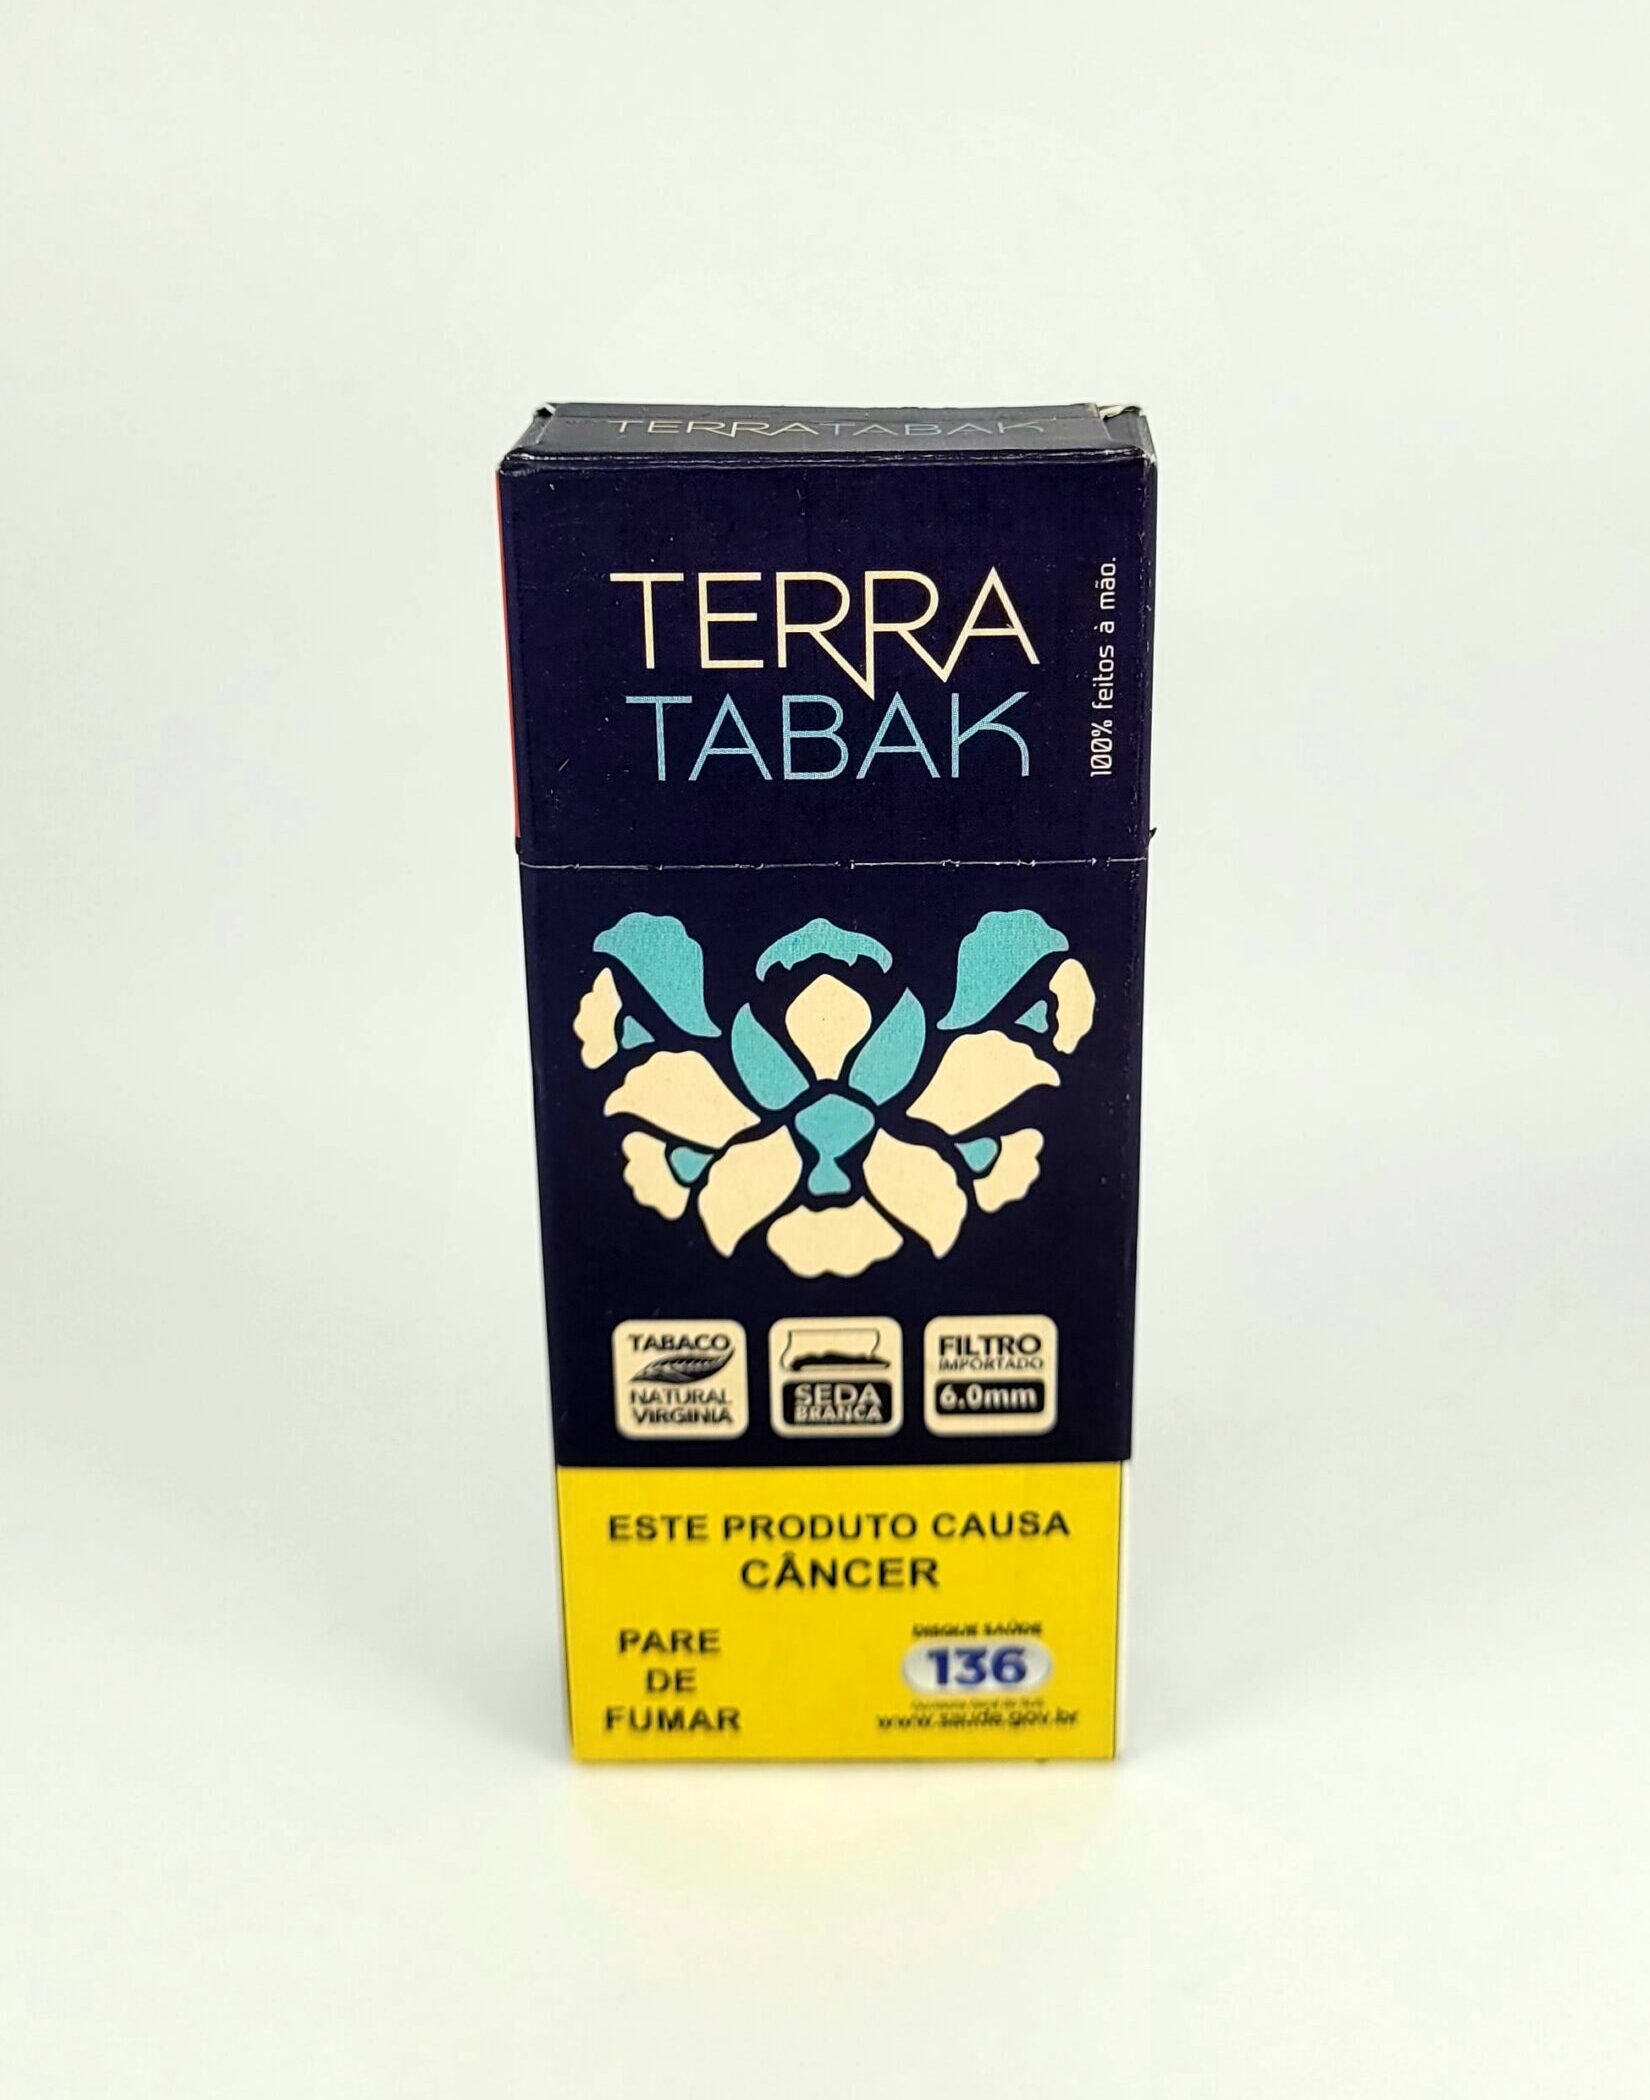 TERRATABAK
TERRA
TABAK
100% feitos à mão.
TABACO
NATURAL
VIRGINIA
SEDA
BRANCA
FILTRO
IMPORTADO
6.0mm
ESTE PRODUTO CAUSA
CÂNCER
PARE
DE
FUMAR
DISQUE SAÚDE
136
www.saude.gov.br